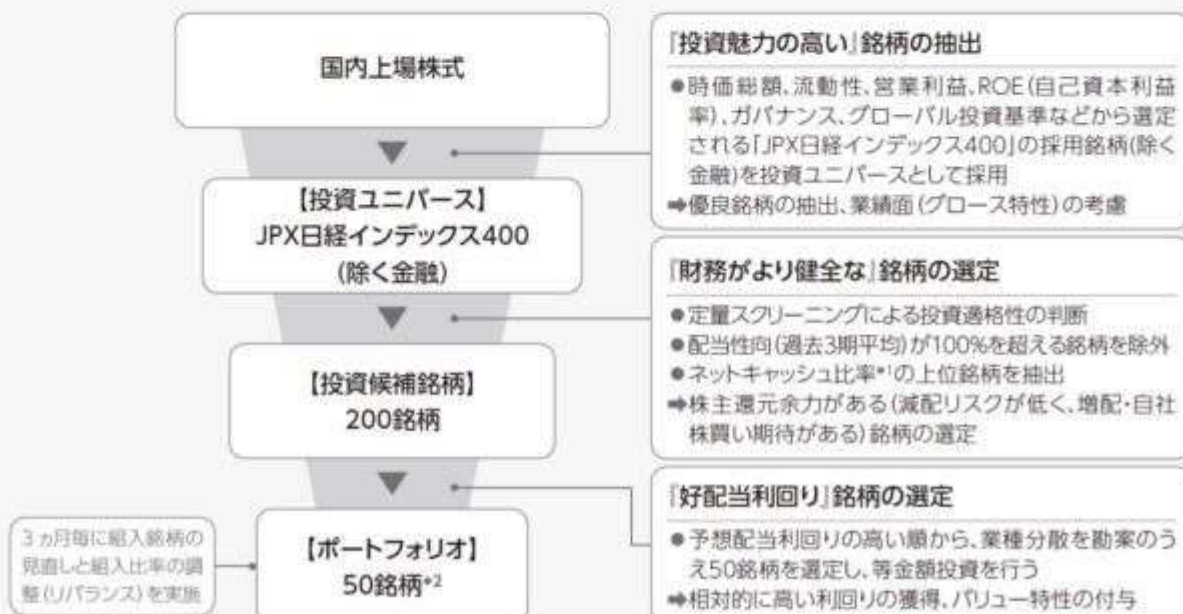 国内上場株式
『投資魅力の高い』銘柄の抽出
●時価総額、流動性、営業利益、ROE(自己資本利益
率)、ガバナンス、グローバル投資基準などから選定
される「JPX日経インデックス400」の採用銘柄(除く
金融)を投資ユニバースとして採用
➡優良銘柄の抽出、業績面(グロース特性)の考慮
【投資ユニバース】
JPX日経インデックス400
(除く金融)
『財務がより健全な』銘柄の選定
●定量スクリーニングによる投資適格性の判断
●配当性向(過去3期平均)が100%を超える銘柄を除外
●ネットキャッシュ比率*1の上位銘柄を抽出
➡株主還元余力がある(減配リスクが低く、増配・自社
株買い期待がある)銘柄の選定
【投資候補銘柄】
200銘柄
『好配当利回り』銘柄の選定
●予想配当利回りの高い順から、業種分散を勘案のう
え50銘柄を選定し、等金額投資を行う
➡相対的に高い利回りの獲得、バリュー特性の付与
3ヵ月毎に組入銘柄の
見直しと組入比率の調
整(リバランス)を実施
【ポートフォリオ】
50銘柄*2